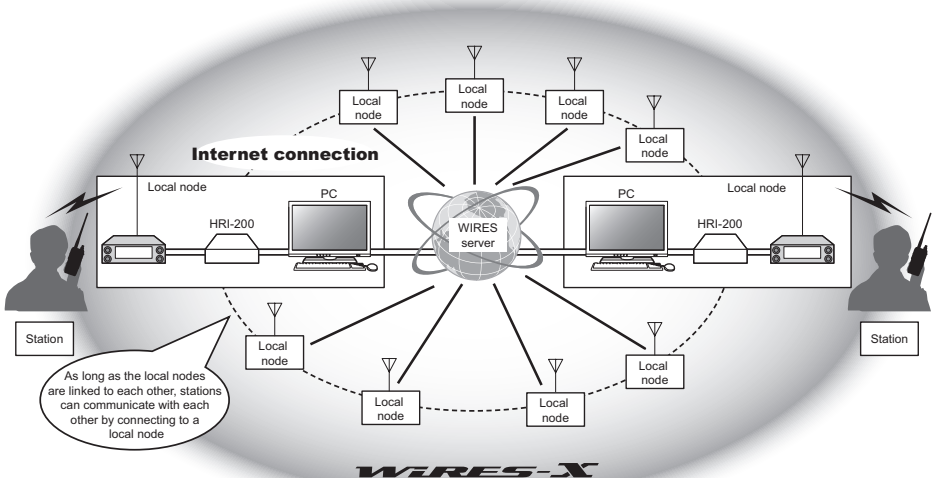 Local
node
Local
node
Local
node
Local
node
Internet connection
Local node
PC
HRI-200
WIRES
server
PC
Local node
HRI-200
Station
Station
Local
node
Local
node
Local
node
Local
node
As long as the local nodes
are linked to each other, stations
can communicate with each
other by connecting to a
local node
WIRES-X